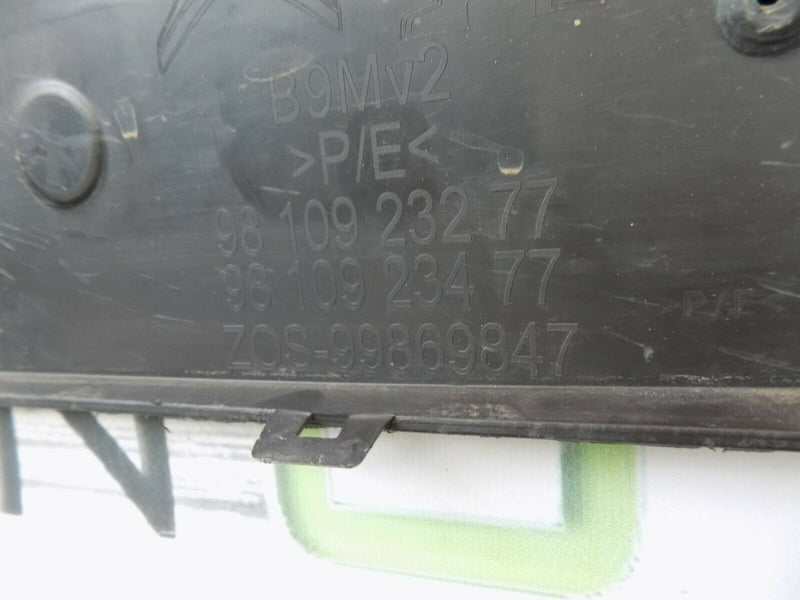 B9Mv2
>P/E<
98 109 232 77
98 109 234 77
>P/E<
ZOS-99869847
N